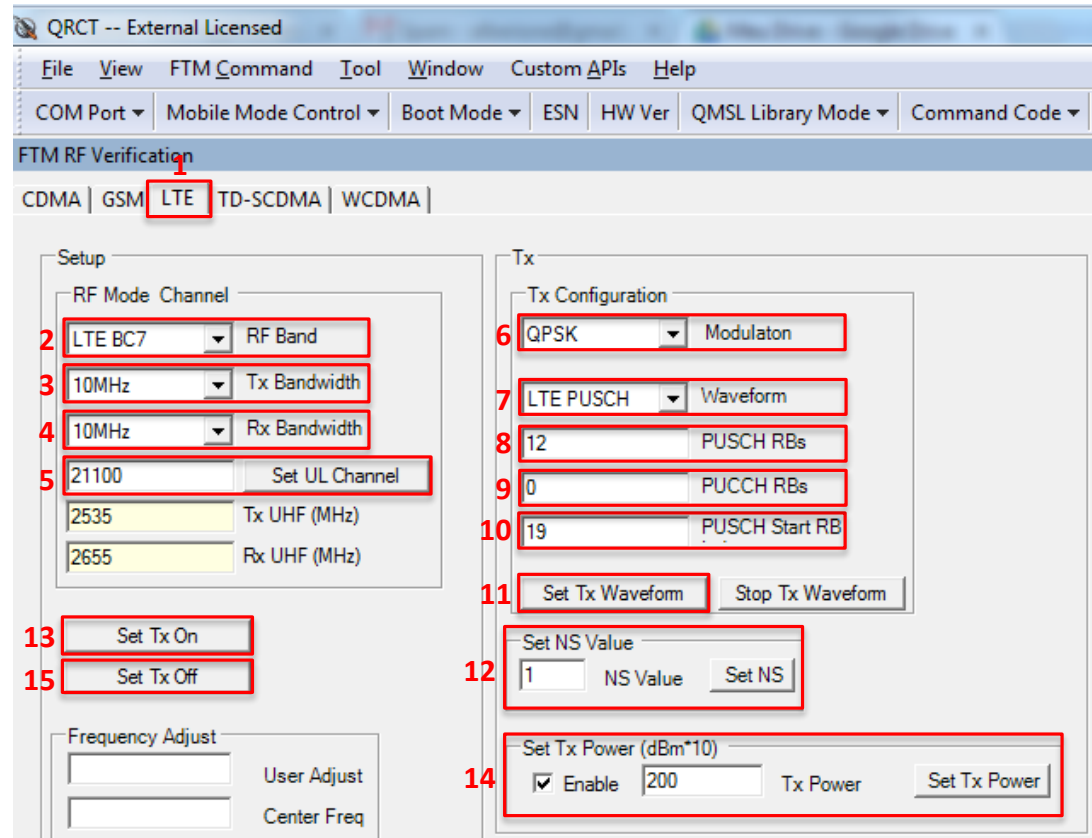 QRCT -- External Licensed
File View FTM Command Tool Window Custom APIs Help
COM Port Mobile Mode Control Boot Mode ESN HW Ver QMSL Library Mode Command Code
FTM RF Verification
1
CDMA GSM LTE TD-SCDMA WCDMA
Setup
RF Mode Channel
2 LTE BC7 RF Band
3 10MHz Tx Bandwidth
4 10MHz Rx Bandwidth
5 21100 Set UL Channel
2535 Tx UHF (MHz)
2655 Rx UHF (MHz)
13 Set Tx On
15 Set Tx Off
Frequency Adjust
User Adjust
Center Freq
Tx
Tx Configuration
6 QPSK Modulaton
7 LTE PUSCH Waveform
8 12 PUSCH RBs
9 0 PUCCH RBs
10 19 PUSCH Start RB
11 Set Tx Waveform Stop Tx Waveform
Set NS Value
12 1 NS Value Set NS
Set Tx Power (dBm*10)
14 Enable 200 Tx Power Set Tx Power